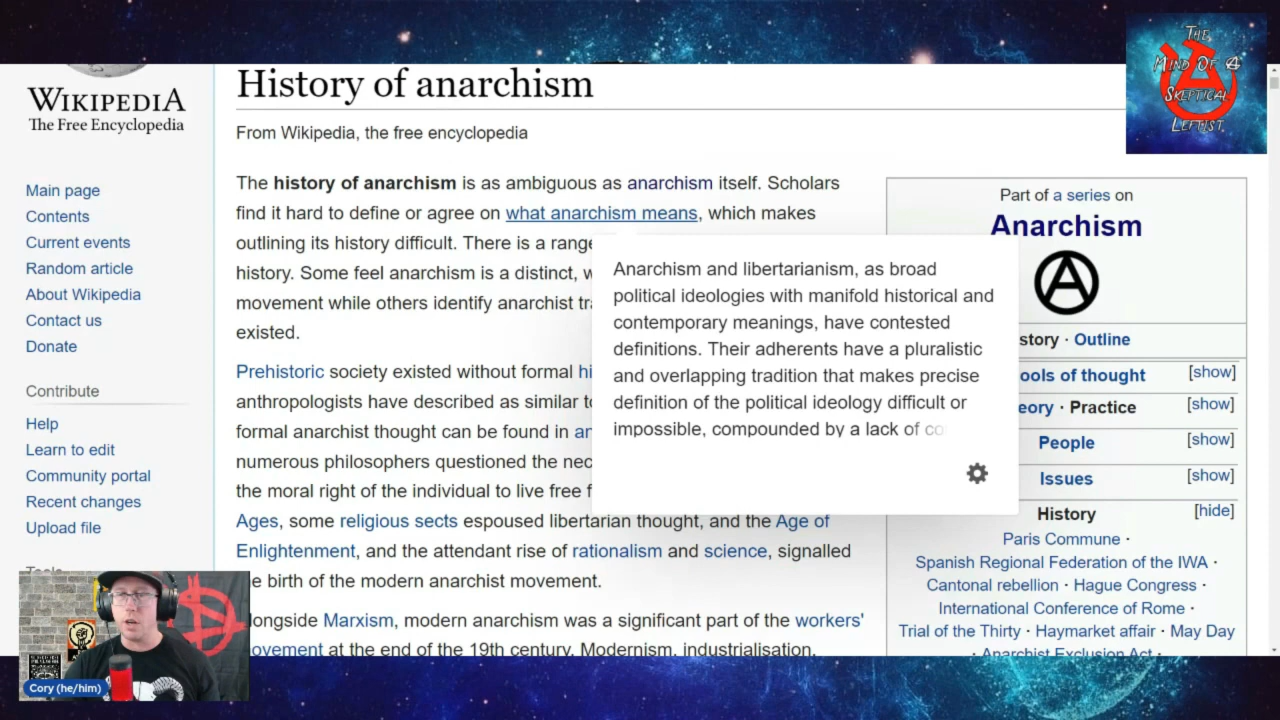 The
Mind Of A
Skeptical
Leftist
WIKIPEDIA
The Free Encyclopedia
Main page
Contents
Current events
Random article
About Wikipedia
Contact us
Donate
Contribute
Help
Learn to edit
Community portal
Recent changes
Upload file
Tools
History of anarchism
From Wikipedia, the free encyclopedia
The history of anarchism is as ambiguous as anarchism itself. Scholars
find it hard to define or agree on what anarchism means, which makes
outlining its history difficult. There is a range
history. Some feel anarchism is a distinct, w
movement while others identify anarchist tr
existed.
Prehistoric society existed without formal hi
anthropologists have described as similar to
formal anarchist thought can be found in an
numerous philosophers questioned the nec
the moral right of the individual to live free f
Ages, some religious sects espoused libertarian thought, and the Age of
Enlightenment, and the attendant rise of rationalism and science, signalled
e birth of the modern anarchist movement.
longside Marxism, modern anarchism was a significant part of the workers'
ovement at the end of the 19th century. Modernism, industrialisation,
Anarchism and libertarianism, as broad
political ideologies with manifold historical and
contemporary meanings, have contested
definitions. Their adherents have a pluralistic
and overlapping tradition that makes precise
definition of the political ideology difficult or
impossible, compounded by a lack of co
Part of a series on
Anarchism
story · Outline
ools of thought [show]
eory · Practice [show]
People [show]
Issues [show]
History [hide]
Paris Commune ·
Spanish Regional Federation of the IWA ·
Cantonal rebellion · Hague Congress ·
International Conference of Rome ·
Trial of the Thirty · Haymarket affair · May Day
· Anarchist Exclusion Act ·
Cory (he/him)